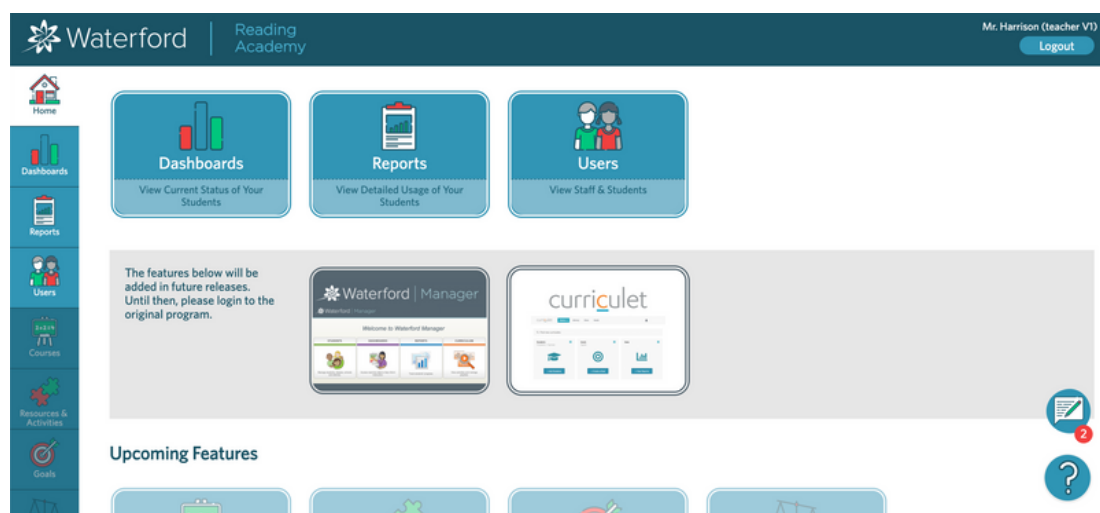 Waterford
Reading
Academy
Mr. Harrison (teacher V1)
Logout
Home
Dashboards
Reports
Users
Courses
Resources &
Activities
Goals
Dashboards
View Current Status of Your
Students
Reports
View Detailed Usage of Your
Students
Users
View Staff & Students
The features below will be
added in future releases.
Until then, please login to the
original program.
Waterford | Manager
Welcome to Waterford Manager
curriculet
2
?
Upcoming Features